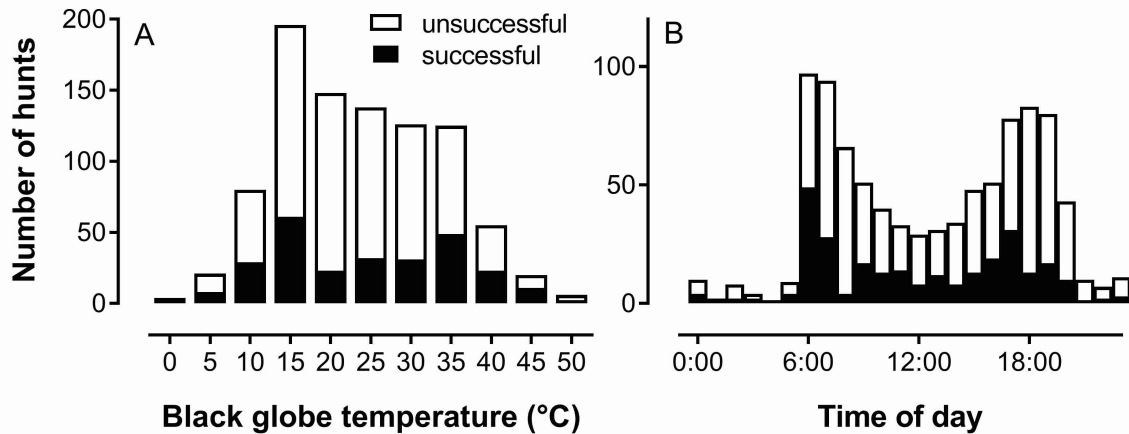 A
unsuccessful
successful
Number of hunts
200
150
100
50
0
0 5 10 15 20 25 30 35 40 45 50
Black globe temperature (°C)
B
100
50
0
0:00 6:00 12:00 18:00
Time of day